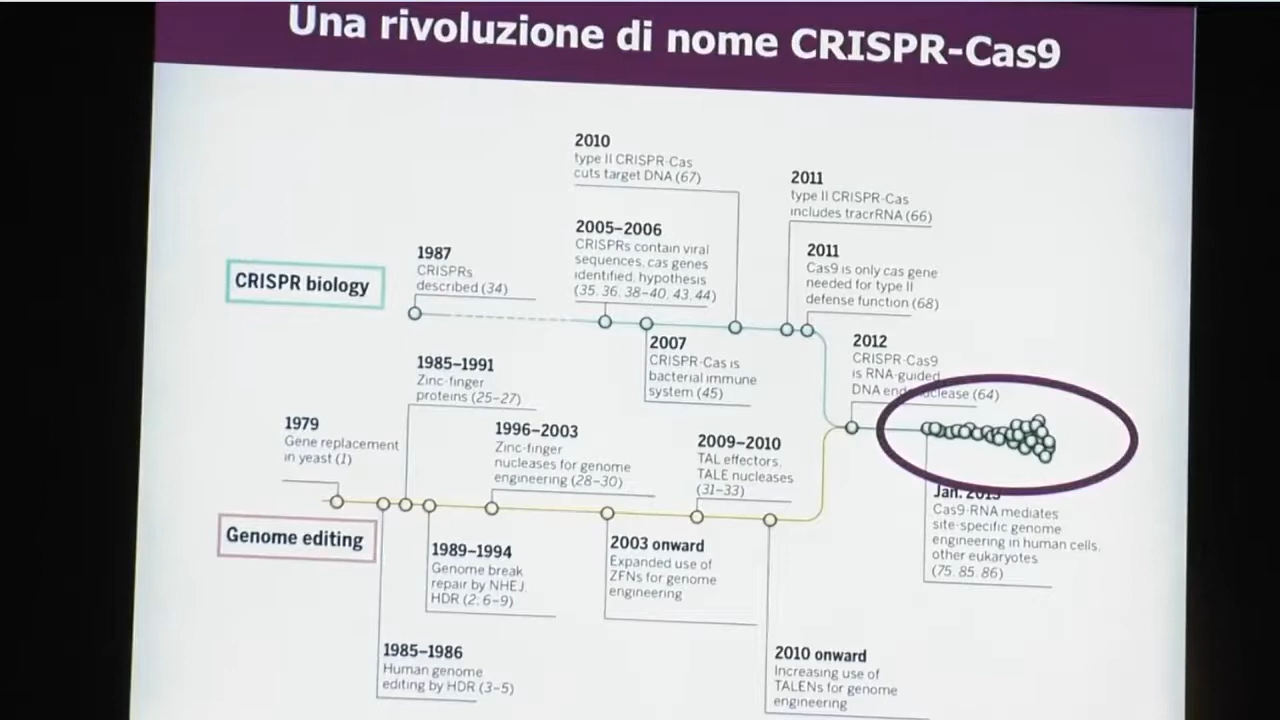 Una rivoluzione di nome CRISPR-Cas9
2010
type II CRISPR-Cas
cuts target DNA (67)
2011
type II CRISPR-Cas
includes tracrRNA (66)
2005–2006
CRISPRs contain viral
sequences, cas genes
identified, hypothesis
(35, 36, 38–40, 43, 44)
2011
Cas9 is only cas gene
needed for type II
defense function (68)
1987
CRISPRs
described (34)
CRISPR biology
2007
CRISPR-Cas is
bacterial immune
system (45)
2012
CRISPR-Cas9
is RNA-guided
DNA endonuclease (64)
1985–1991
Zinc-finger
proteins (25–27)
1979
Gene replacement
in yeast (1)
1996–2003
Zinc-finger
nucleases for genome
engineering (28–30)
2009–2010
TAL effectors,
TALE nucleases
(31–33)
Jan. 2013
Cas9-RNA mediates
site-specific genome
engineering in human cells,
other eukaryotes
(75, 85, 86)
Genome editing
1989–1994
Genome break
repair by NHEJ,
HDR (2, 6–9)
2003 onward
Expanded use of
ZFNs for genome
engineering
1985–1986
Human genome
editing by HDR (3–5)
2010 onward
Increasing use of
TALENs for genome
engineering